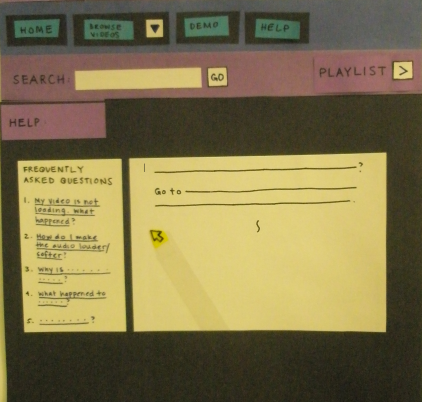 HOME
BROWSE
VIDEOS
DEMO
HELP
SEARCH:
GO
PLAYLIST >
HELP:
FREQUENTLY
ASKED QUESTIONS
1. My video is not
loading. what
happened?
2. How do I make
the audio louder/
softer?
3. Why is .......
.....?
4. What happened to
......?
5. ........?
1 ?
Go to
.